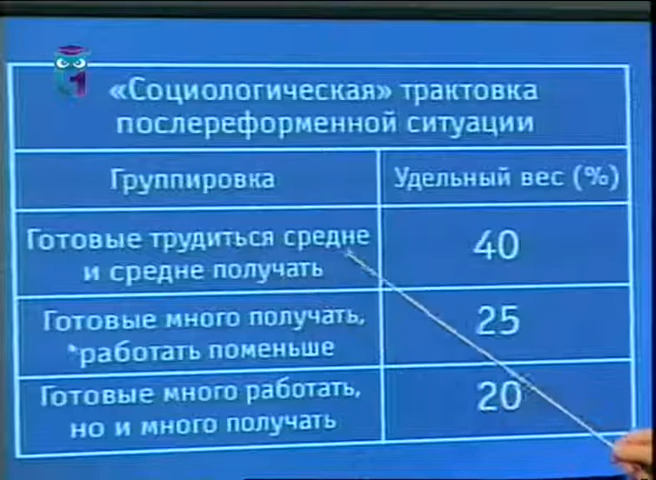 1
«Социологическая» трактовка
послереформенной ситуации
Группировка
Удельный вес (%)
Готовые трудиться средне
и средне получать
40
Готовые много получать,
работать поменьше
25
Готовые много работать,
но и много получать
20